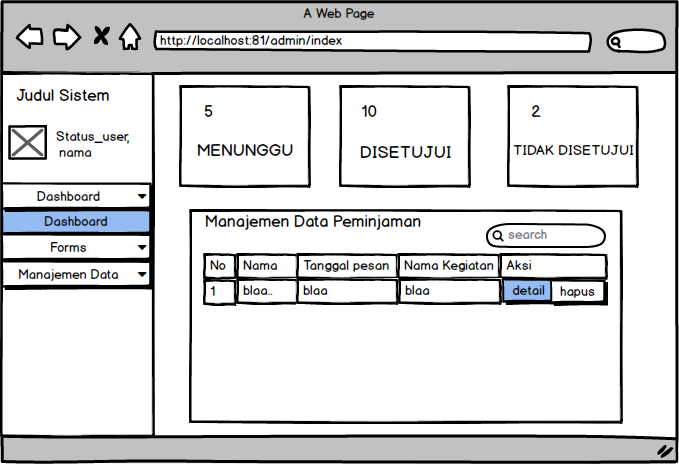 A Web Page
http://localhost:81/admin/index
Judul Sistem
Status_user,
nama
Dashboard
Dashboard
Forms
Manajemen Data
5
MENUNGGU
10
DISETUJUI
2
TIDAK DISETUJUI
Manajemen Data Peminjaman
search
No Nama Tanggal pesan Nama Kegiatan Aksi
1 blaa.. blaa blaa detail hapus